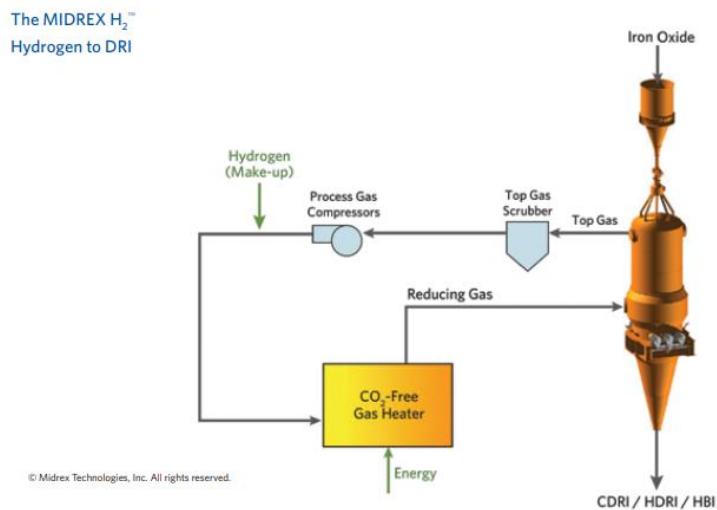 The MIDREX H₂™
Hydrogen to DRI
Iron Oxide
Hydrogen
(Make-up)
Process Gas
Compressors
Top Gas
Scrubber
Top Gas
Reducing Gas
CO₂-Free
Gas Heater
Energy
© Midrex Technologies, Inc. All rights reserved.
CDRI / HDRI / HBI